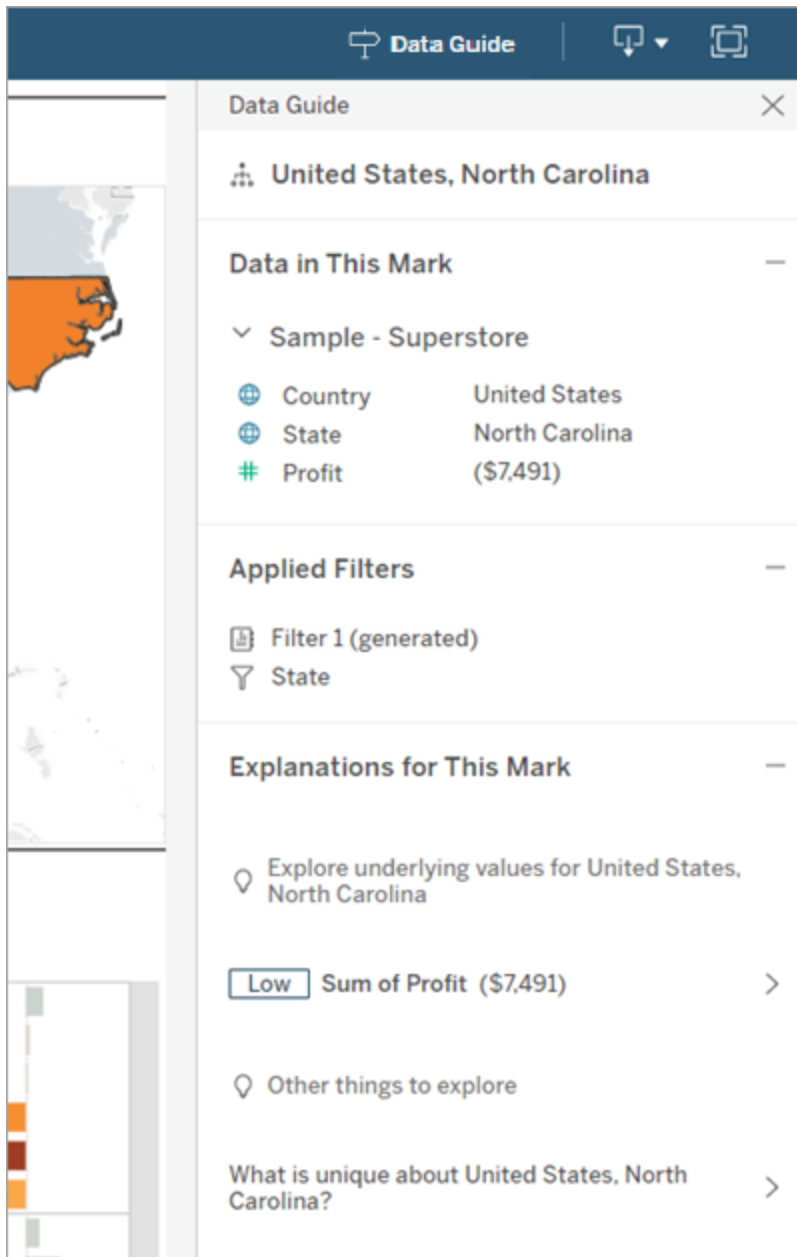 Data Guide
Data Guide
United States, North Carolina
Data in This Mark
Sample - Superstore
Country United States
State North Carolina
Profit ($7,491)
Applied Filters
Filter 1 (generated)
State
Explanations for This Mark
Explore underlying values for United States,
North Carolina
Low Sum of Profit ($7,491)
Other things to explore
What is unique about United States, North
Carolina?